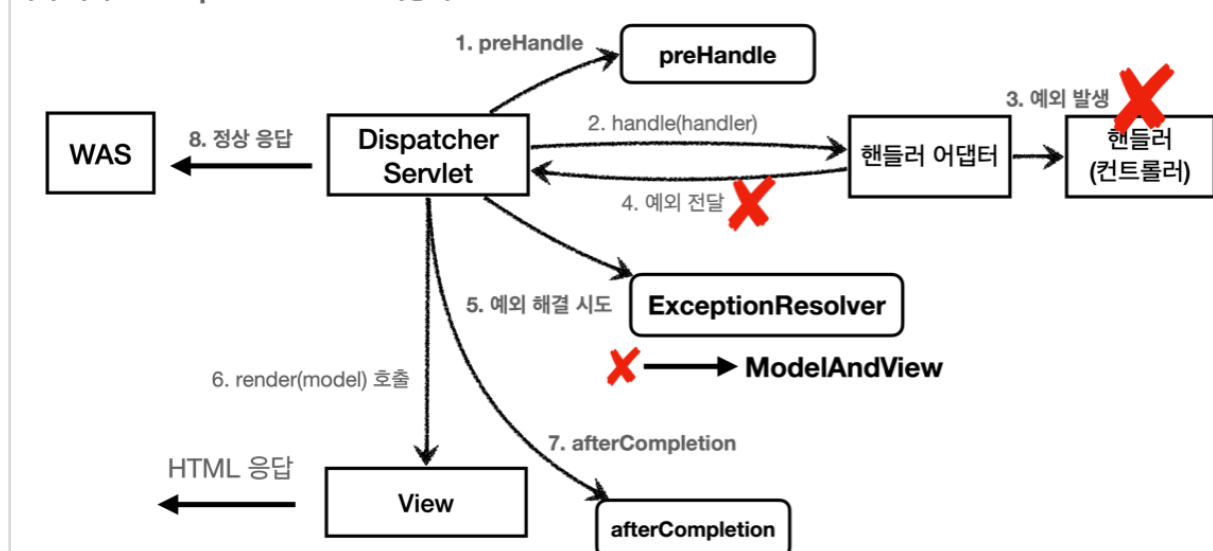 1. preHandle
preHandle
3. 예외 발생
WAS
8. 정상 응답
Dispatcher
Servlet
2. handle(handler)
핸들러 어댑터
핸들러
(컨트롤러)
4. 예외 전달
5. 예외 해결 시도
ExceptionResolver
ModelAndView
6. render(model) 호출
7. afterCompletion
HTML 응답
View
afterCompletion